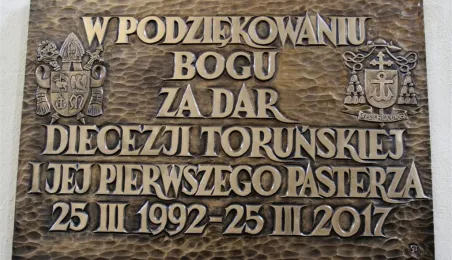 W PODZIĘKOWANIU
BOGU
ZA DAR
DIECEZJI TORUŃSKIEJ
I JEJ PIERWSZEGO PASTERZA
25 III 1992-25 III 2017